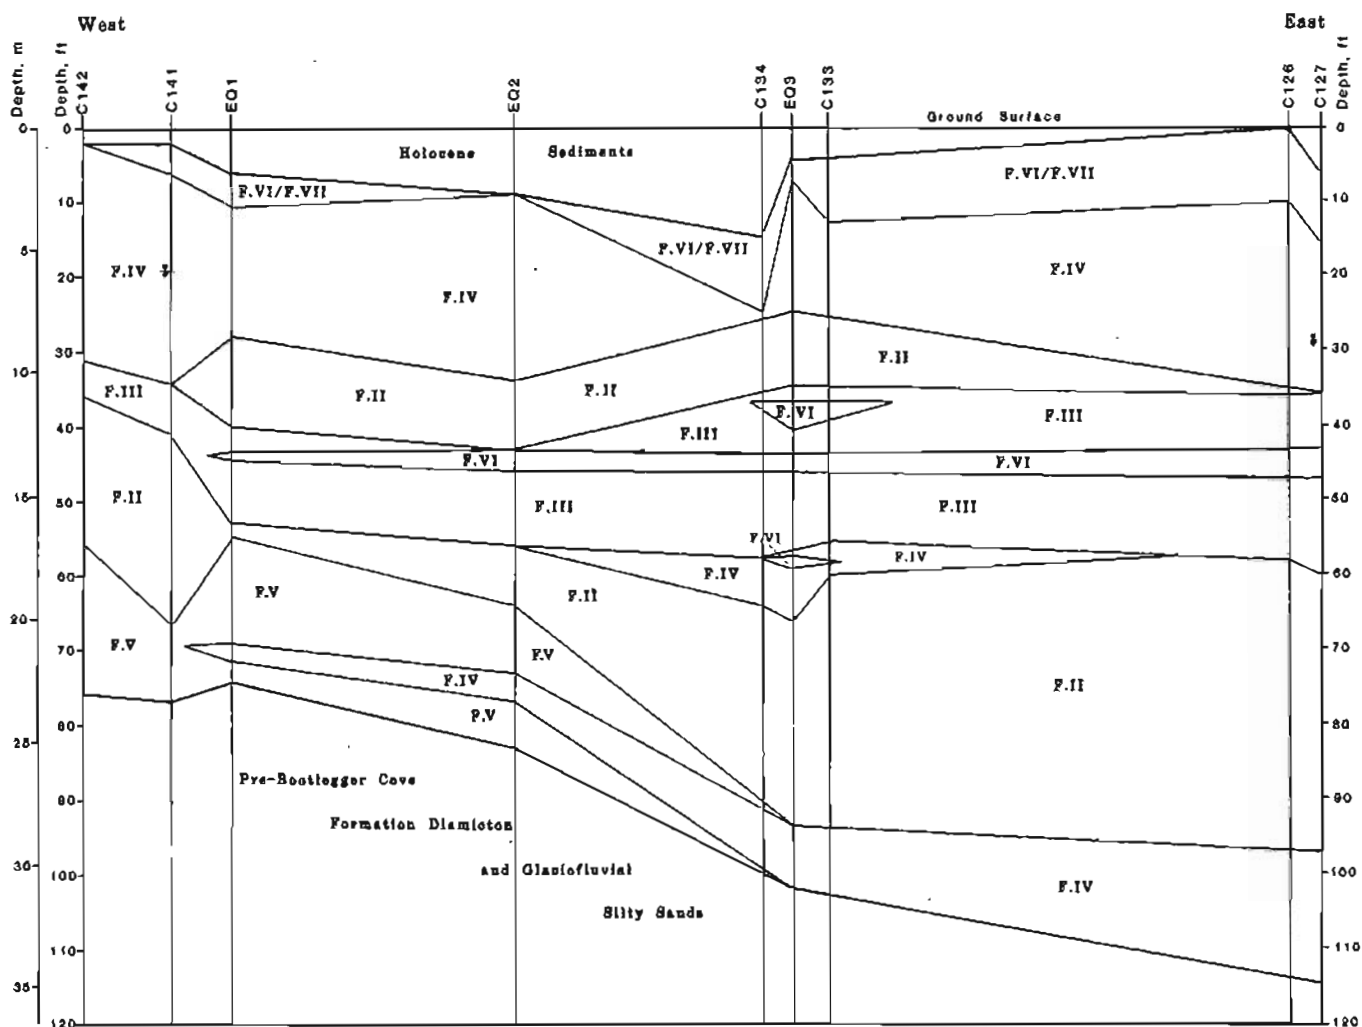 West
East
Depth, m
Depth, ft
C142
C141
EQ1
EQ2
C134
EQ3
C133
C126
C127
Depth, ft
Ground Surface
0
0
0
Holocene Sediments
F.VI/F.VII
F.VI/F.VII
10
10
F.VI/F.VII
5
F.IV
F.IV
F.IV
20
20
30
30
F.II
10
F.III
F.II
F.II
F.VI
F.III
40
F.III
40
F.VI
F.VI
15
50
F.II
F.III
F.III
50
F.VI
F.IV
60
F.V
F.IV
F.II
60
20
F.V
70
F.V
70
F.IV
F.II
F.V
80
25
Pre-Bootlegger Cove
90
Formation Diamicton
30
100
and Glaciofluvial
100
F.IV
Silty Sands
110
110
35
120
120